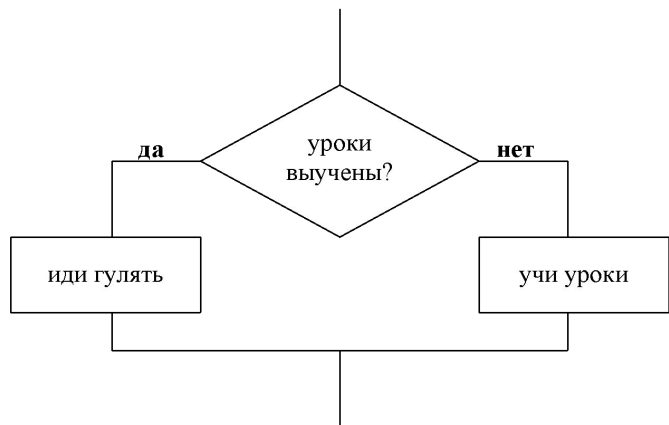 уроки
выучены?
да
нет
иди гулять
учи уроки